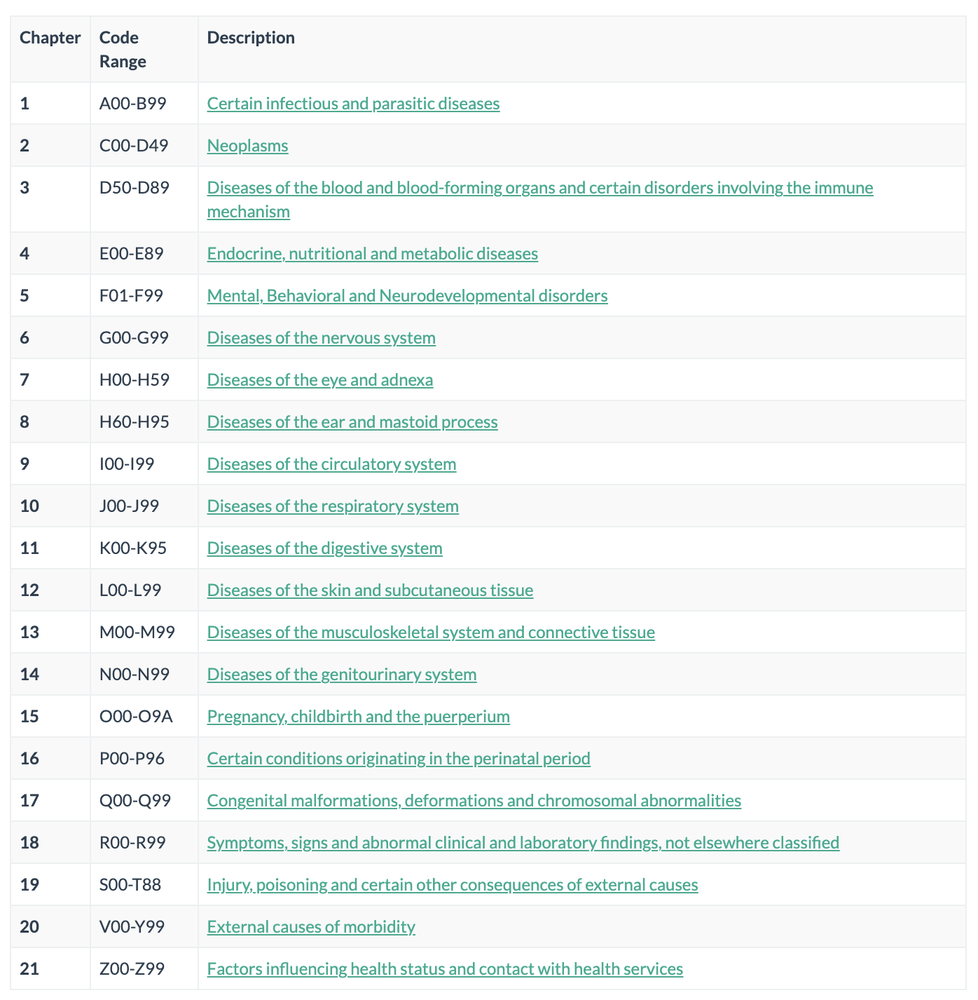 Chapter Code Range Description
1 A00-B99 Certain infectious and parasitic diseases
2 C00-D49 Neoplasms
3 D50-D89 Diseases of the blood and blood-forming organs and certain disorders involving the immune
mechanism
4 E00-E89 Endocrine, nutritional and metabolic diseases
5 F01-F99 Mental, Behavioral and Neurodevelopmental disorders
6 G00-G99 Diseases of the nervous system
7 H00-H59 Diseases of the eye and adnexa
8 H60-H95 Diseases of the ear and mastoid process
9 I00-I99 Diseases of the circulatory system
10 J00-J99 Diseases of the respiratory system
11 K00-K95 Diseases of the digestive system
12 L00-L99 Diseases of the skin and subcutaneous tissue
13 M00-M99 Diseases of the musculoskeletal system and connective tissue
14 N00-N99 Diseases of the genitourinary system
15 O00-O9A Pregnancy, childbirth and the puerperium
16 P00-P96 Certain conditions originating in the perinatal period
17 Q00-Q99 Congenital malformations, deformations and chromosomal abnormalities
18 R00-R99 Symptoms, signs and abnormal clinical and laboratory findings, not elsewhere classified
19 S00-T88 Injury, poisoning and certain other consequences of external causes
20 V00-Y99 External causes of morbidity
21 Z00-Z99 Factors influencing health status and contact with health services